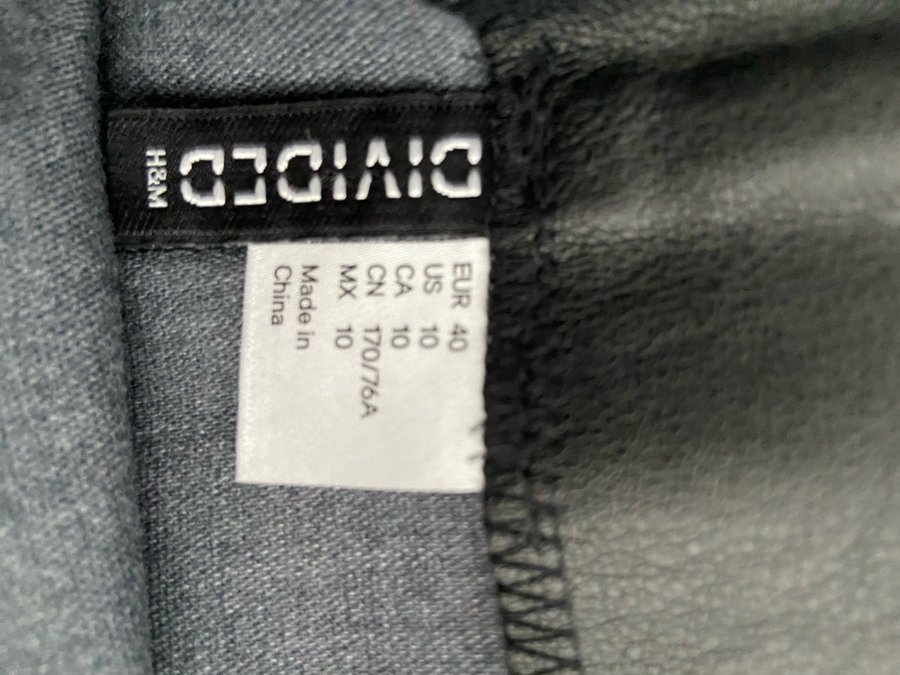 DIVIDED
H&M
EUR 40
US 10
CA 10
CN 170/76A
MX 10
Made in
China